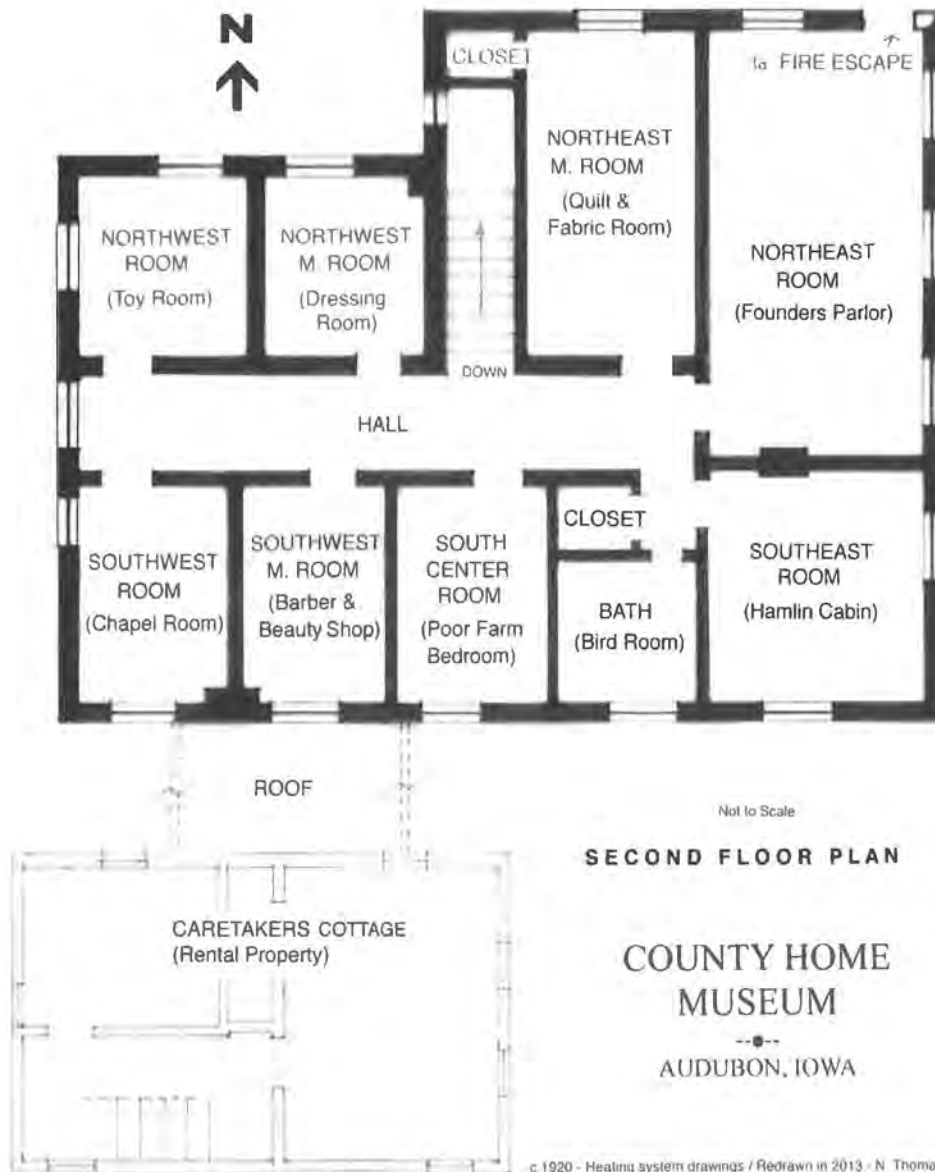 N
CLOSET
to FIRE ESCAPE
NORTHEAST
M. ROOM
(Quilt &
Fabric Room)
NORTHWEST
ROOM
(Toy Room)
NORTHWEST
M. ROOM
(Dressing
Room)
NORTHEAST
ROOM
(Founders Parlor)
DOWN
HALL
CLOSET
SOUTHWEST
ROOM
(Chapel Room)
SOUTHWEST
M. ROOM
(Barber &
Beauty Shop)
SOUTH
CENTER
ROOM
(Poor Farm
Bedroom)
BATH
(Bird Room)
SOUTHEAST
ROOM
(Hamlin Cabin)
ROOF
Not to Scale
SECOND FLOOR PLAN
CARETAKERS COTTAGE
(Rental Property)
COUNTY HOME
MUSEUM
AUDUBON, IOWA
c 1920 - Heating system drawings / Redrawn in 2013 - N. Thoma